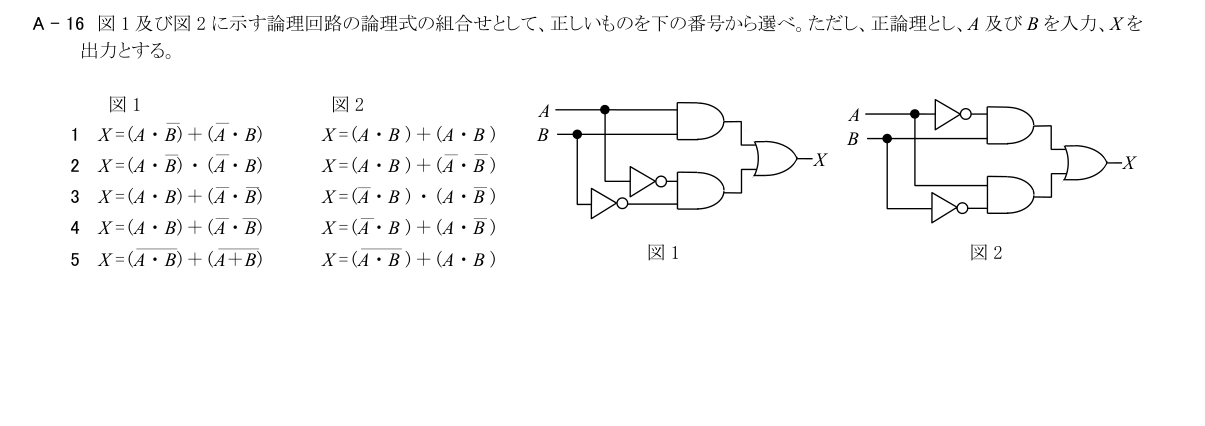 A - 16 図1及び図2に示す論理回路の論理式の組合せとして、正しいものを下の番号から選べ。ただし、正論理とし、A 及び B を入力、X を
出力とする。
図1 図2
1 X=(A・B̅)+(A̅・B) X=(A・B)+(A・B)
2 X=(A・B̅)・(A̅・B) X=(A・B)+(A̅・B̅)
3 X=(A・B)+(A̅・B̅) X=(A̅・B)・(A・B̅)
4 X=(A・B)+(A̅・B̅) X=(A̅・B)+(A・B̅)
5 X=(A̅ ̅・̅ ̅B̅)+(A̅+̅B̅) X=(A̅ ̅・̅ ̅B̅)+(A・B)
A
B
X
図1
A
B
X
図2